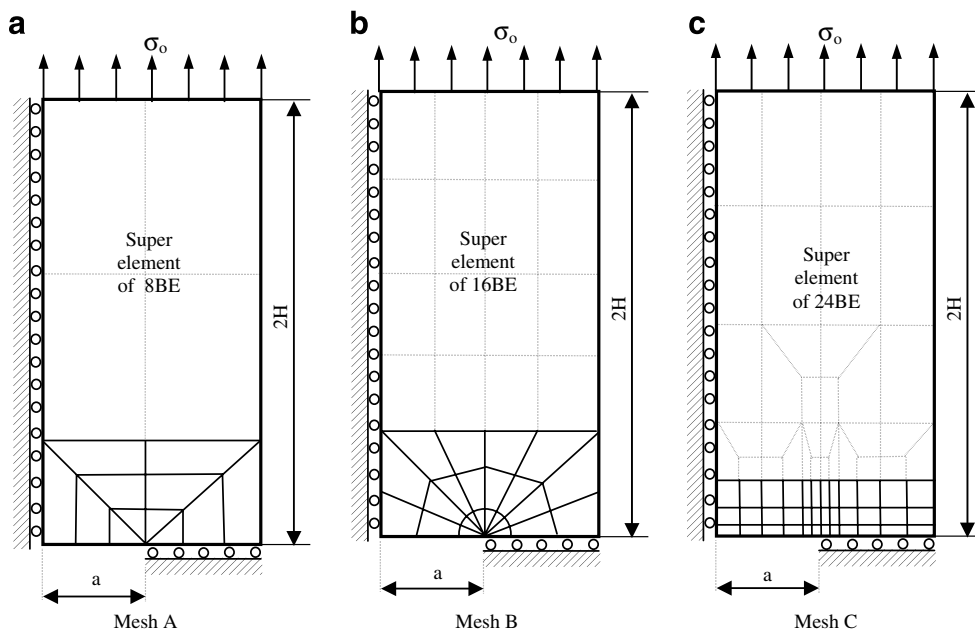 a
σₒ
Super
element
of 8BE
2H
a
Mesh A
b
σₒ
Super
element
of 16BE
2H
a
Mesh B
c
σₒ
Super
element
of 24BE
2H
a
Mesh C